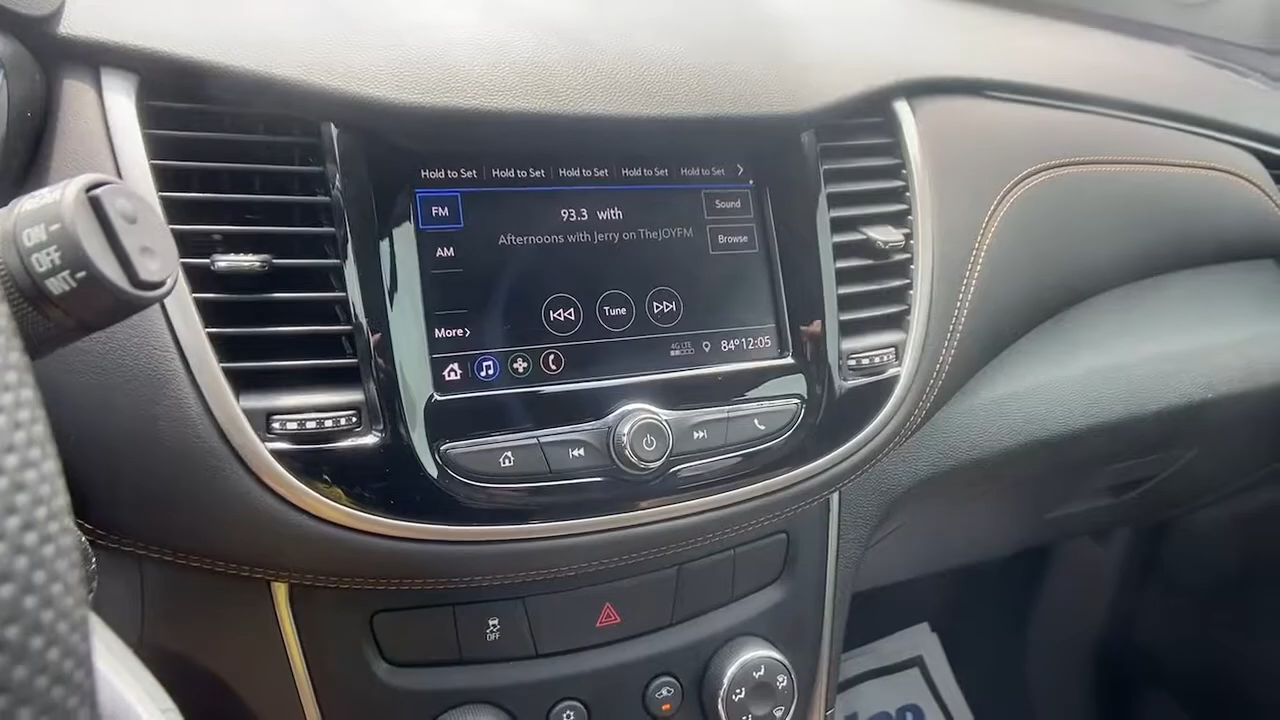 Hold to Set Hold to Set Hold to Set Hold to Set Hold to Set
FM
93.3 with
Sound
Afternoons with Jerry on TheJOYFM
Browse
AM
Tune
More
4G LTE
84° 12:05
ON
OFF
INT
OFF